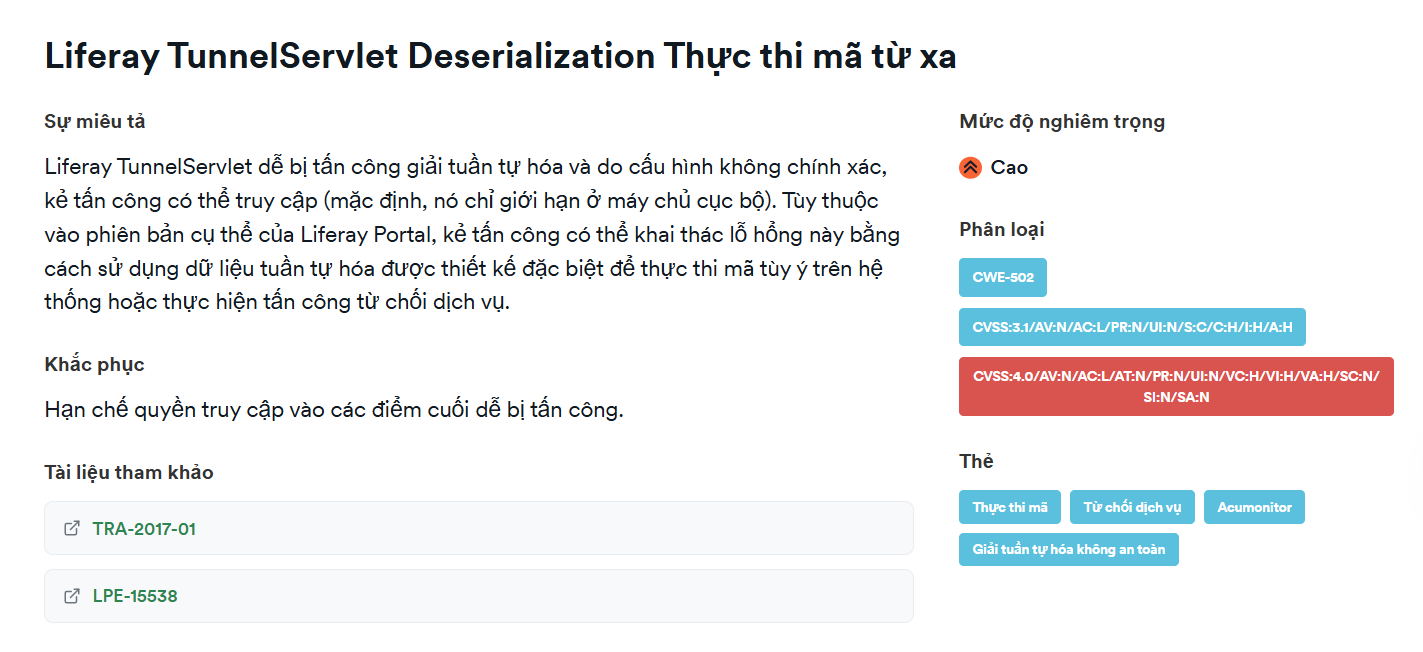 Liferay TunnelServlet Deserialization Thực thi mã từ xa
Sự miêu tả
Liferay TunnelServlet dễ bị tấn công giải tuần tự hóa và do cấu hình không chính xác,
kẻ tấn công có thể truy cập (mặc định, nó chỉ giới hạn ở máy chủ cục bộ). Tùy thuộc
vào phiên bản cụ thể của Liferay Portal, kẻ tấn công có thể khai thác lỗ hổng này bằng
cách sử dụng dữ liệu tuần tự hóa được thiết kế đặc biệt để thực thi mã tùy ý trên hệ
thống hoặc thực hiện tấn công từ chối dịch vụ.
Khắc phục
Hạn chế quyền truy cập vào các điểm cuối dễ bị tấn công.
Tài liệu tham khảo
TRA-2017-01
LPE-15538
Mức độ nghiêm trọng
Cao
Phân loại
CWE-502
CVSS:3.1/AV:N/AC:L/PR:N/UI:N/S:C/C:H/I:H/A:H
CVSS:4.0/AV:N/AC:L/AT:N/PR:N/UI:N/VC:H/VI:H/VA:H/SC:N/
SI:N/SA:N
Thẻ
Thực thi mã
Từ chối dịch vụ
Acumonitor
Giải tuần tự hóa không an toàn